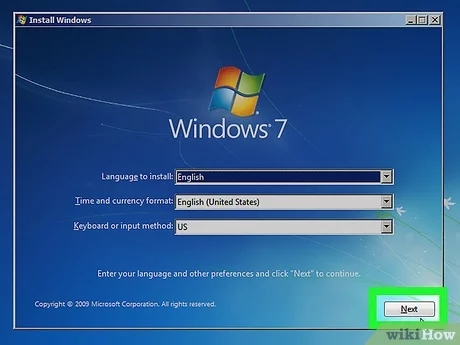 Install Windows
Windows 7
Language to install: English
Time and currency format: English (United States)
Keyboard or input method: US
Enter your language and other preferences and click "Next" to continue.
Copyright © 2009 Microsoft Corporation. All rights reserved.
Next
wikiHow